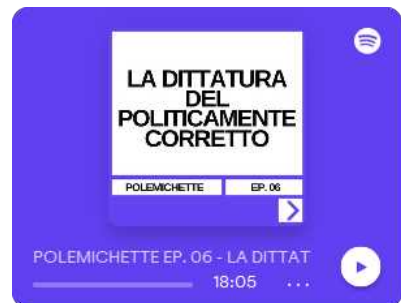 LA DITTATURA
DEL
POLITICAMENTE
CORRETTO
POLEMICHETTE EP. 06
POLEMICHETTE EP. 06 - LA DITTAT
18:05 ...